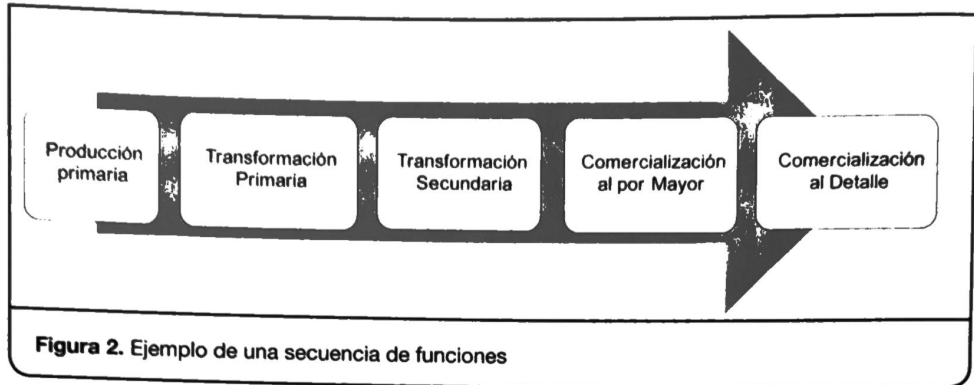 Producción
primaria
Transformación
Primaria
Transformación
Secundaria
Comercialización
al por Mayor
Comercialización
al Detalle
Figura 2. Ejemplo de una secuencia de funciones